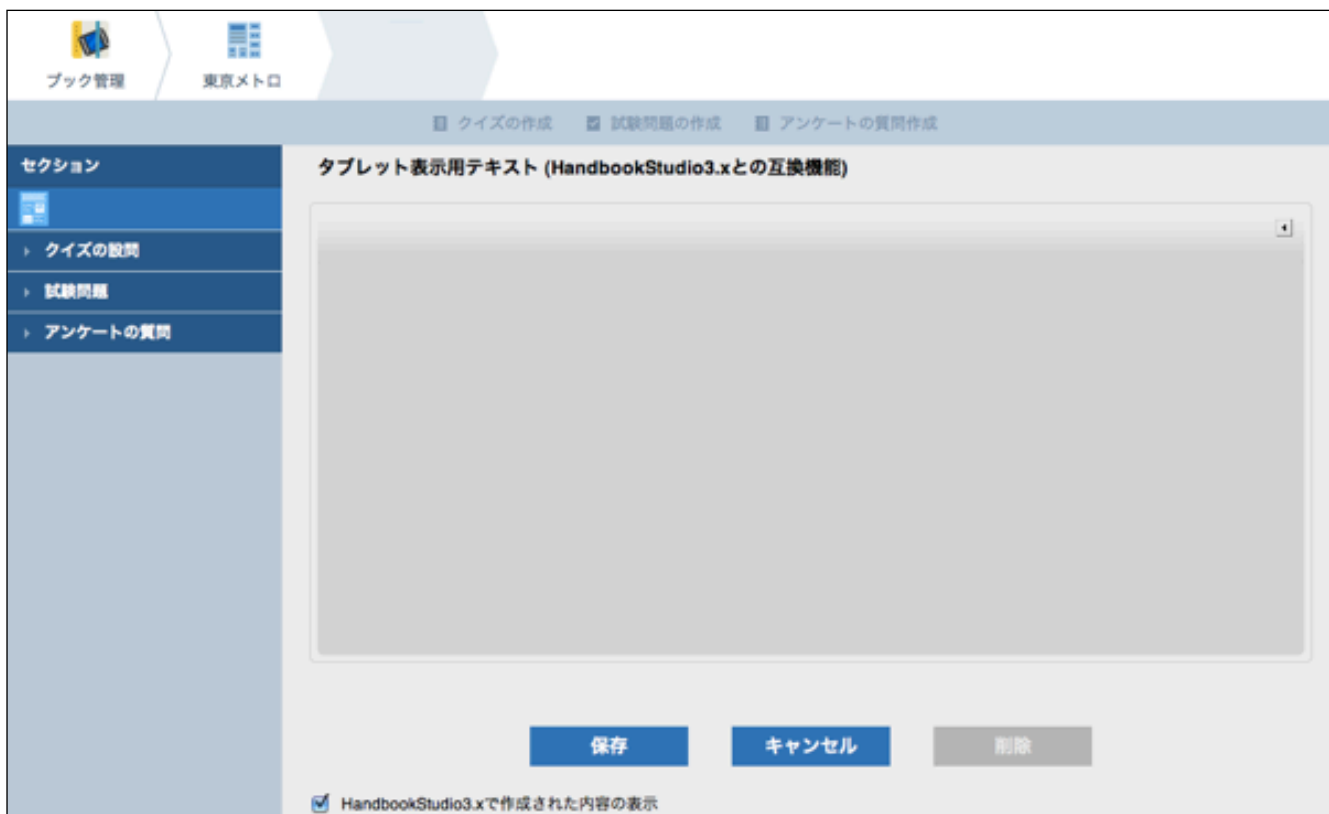 ブック管理
東京メトロ
クイズの作成 試験問題の作成 アンケートの質問作成
セクション
タブレット表示用テキスト (HandbookStudio3.xとの互換機能)
クイズの設問
試験問題
アンケートの質問
保存 キャンセル 削除
HandbookStudio3.xで作成された内容の表示